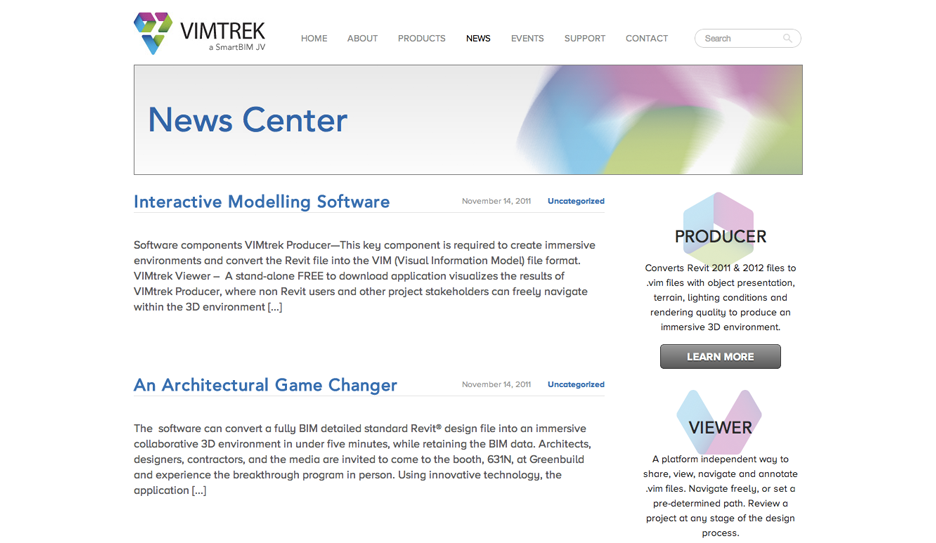 VIMTREK
a SmartBIM JV
HOME ABOUT PRODUCTS NEWS EVENTS SUPPORT CONTACT Search
News Center
Interactive Modelling Software November 14, 2011 Uncategorized
Software components VIMtrek Producer—This key component is required to create immersive
environments and convert the Revit file into the VIM (Visual Information Model) file format.
VIMtrek Viewer – A stand-alone FREE to download application visualizes the results of
VIMtrek Producer, where non Revit users and other project stakeholders can freely navigate
within the 3D environment [...]
An Architectural Game Changer November 14, 2011 Uncategorized
The software can convert a fully BIM detailed standard Revit® design file into an immersive
collaborative 3D environment in under five minutes, while retaining the BIM data. Architects,
designers, contractors, and the media are invited to come to the booth, 631N, at Greenbuild
and experience the breakthrough program in person. Using innovative technology, the
application [...]
PRODUCER
Converts Revit 2011 & 2012 files to
.vim files with object presentation,
terrain, lighting conditions and
rendering quality to produce an
immersive 3D environment.
LEARN MORE
VIEWER
A platform independent way to
share, view, navigate and annotate
.vim files. Navigate freely, or set a
pre-determined path. Review a
project at any stage of the design
process.